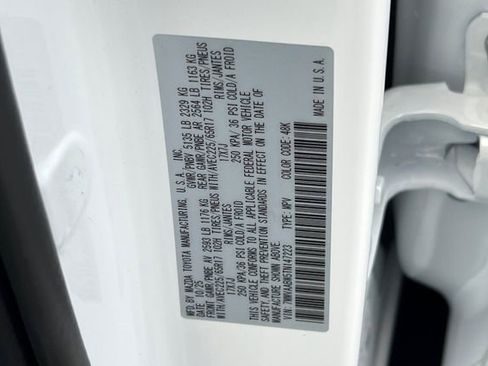 MFD. BY MAZDA TOYOTA MANUFACTURING, U.S.A., INC.
DATE: 10/25 GVWR/PNBV 5135 LB 2329 KG
FRONT GAWR/PNBE AV 2593 LB 1176 KG REAR GAWR/PNBE AR 2564 LB 1163 KG
WITH/AVEC225/65R17 102H TIRES/PNEUS WITH/AVEC225/65R17 102H TIRES/PNEUS
17X7J RIMS/JANTES 17X7J RIMS/JANTES
250 KPA/36 PSI COLD/A FROID 250 KPA/36 PSI COLD/A FROID
THIS VEHICLE CONFORMS TO ALL APPLICABLE FEDERAL MOTOR VEHICLE
SAFETY AND THEFT PREVENTION STANDARDS IN EFFECT ON THE DATE OF
MANUFACTURE SHOWN ABOVE.
TYPE: MPV COLOR CODE: 48K
MADE IN U.S.A.